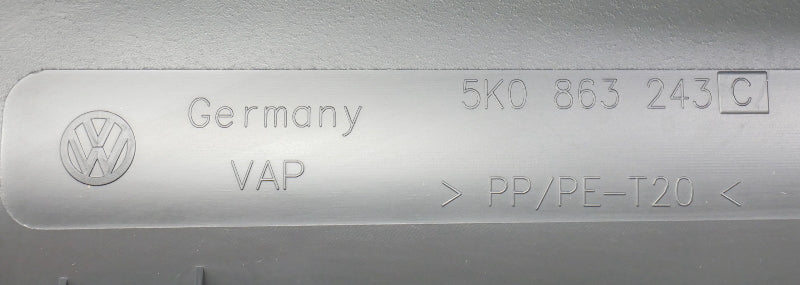 Germany
VAP
5K0 863 243 C
> PP/PE-T20 <